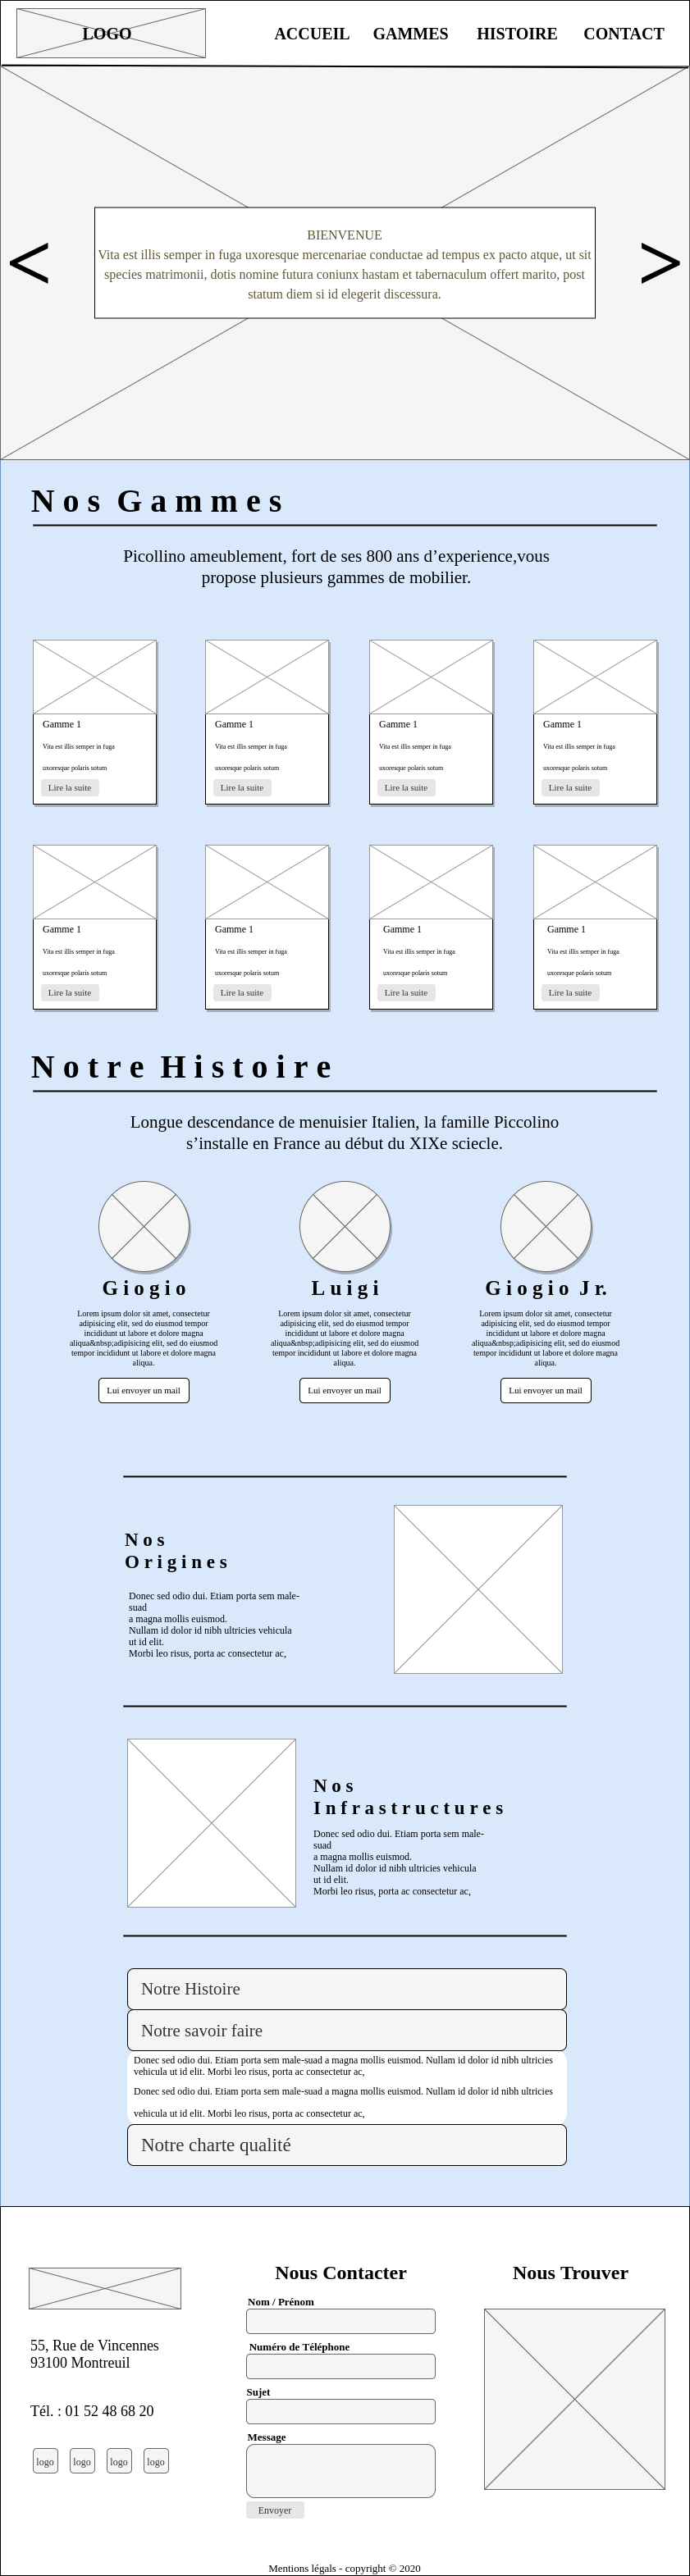 LOGO ACCUEIL GAMMES HISTOIRE CONTACT
< >
BIENVENUE
Vita est illis semper in fuga uxoresque mercenariae conductae ad tempus ex pacto atque, ut sit
species matrimonii, dotis nomine futura coniunx hastam et tabernaculum offert marito, post
statum diem si id elegerit discessura.
Nos Gammes
Picollino ameublement, fort de ses 800 ans d’experience,vous
propose plusieurs gammes de mobilier.
Gamme 1
Vita est illis semper in fuga
uxoresque polaris sotum
Lire la suite
Gamme 1
Vita est illis semper in fuga
uxoresque polaris sotum
Lire la suite
Gamme 1
Vita est illis semper in fuga
uxoresque polaris sotum
Lire la suite
Gamme 1
Vita est illis semper in fuga
uxoresque polaris sotum
Lire la suite
Gamme 1
Vita est illis semper in fuga
uxoresque polaris sotum
Lire la suite
Gamme 1
Vita est illis semper in fuga
uxoresque polaris sotum
Lire la suite
Gamme 1
Vita est illis semper in fuga
uxoresque polaris sotum
Lire la suite
Gamme 1
Vita est illis semper in fuga
uxoresque polaris sotum
Lire la suite
Notre Histoire
Longue descendance de menuisier Italien, la famille Piccolino
s’installe en France au début du XIXe sciecle.
Giogio
Lorem ipsum dolor sit amet, consectetur
adipisicing elit, sed do eiusmod tempor
incididunt ut labore et dolore magna
aliqua&nbsp;adipisicing elit, sed do eiusmod
tempor incididunt ut labore et dolore magna
aliqua.
Lui envoyer un mail
Luigi
Lorem ipsum dolor sit amet, consectetur
adipisicing elit, sed do eiusmod tempor
incididunt ut labore et dolore magna
aliqua&nbsp;adipisicing elit, sed do eiusmod
tempor incididunt ut labore et dolore magna
aliqua.
Lui envoyer un mail
Giogio Jr.
Lorem ipsum dolor sit amet, consectetur
adipisicing elit, sed do eiusmod tempor
incididunt ut labore et dolore magna
aliqua&nbsp;adipisicing elit, sed do eiusmod
tempor incididunt ut labore et dolore magna
aliqua.
Lui envoyer un mail
Nos
Origines
Donec sed odio dui. Etiam porta sem male-
suad
a magna mollis euismod.
Nullam id dolor id nibh ultricies vehicula
ut id elit.
Morbi leo risus, porta ac consectetur ac,
Nos
Infrastructures
Donec sed odio dui. Etiam porta sem male-
suad
a magna mollis euismod.
Nullam id dolor id nibh ultricies vehicula
ut id elit.
Morbi leo risus, porta ac consectetur ac,
Notre Histoire
Notre savoir faire
Donec sed odio dui. Etiam porta sem male-suad a magna mollis euismod. Nullam id dolor id nibh ultricies
vehicula ut id elit. Morbi leo risus, porta ac consectetur ac,
Donec sed odio dui. Etiam porta sem male-suad a magna mollis euismod. Nullam id dolor id nibh ultricies
vehicula ut id elit. Morbi leo risus, porta ac consectetur ac,
Notre charte qualité
55, Rue de Vincennes
93100 Montreuil
Tél. : 01 52 48 68 20
logo logo logo logo
Nous Contacter
Nom / Prénom
Numéro de Téléphone
Sujet
Message
Envoyer
Nous Trouver
Mentions légals - copyright © 2020